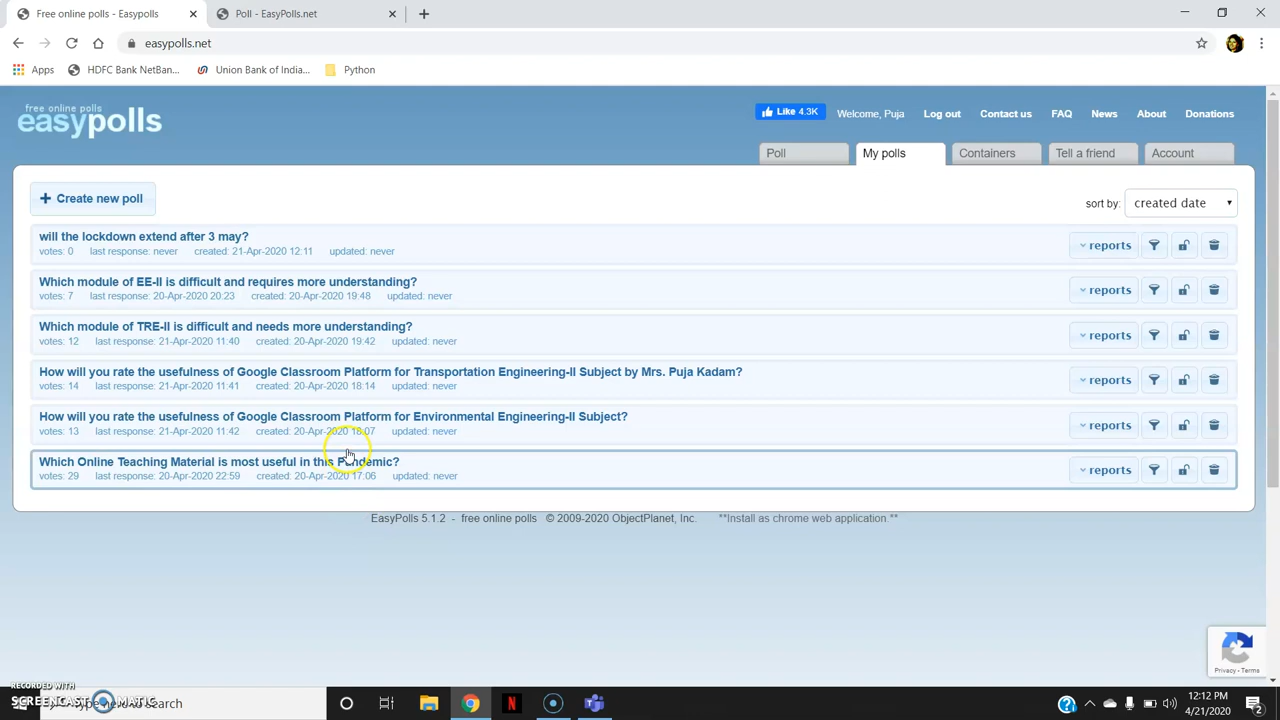 Free online polls - Easypolls
Poll - EasyPolls.net
easypolls.net
Apps
HDFC Bank NetBan...
Union Bank of India...
Python
free online polls
easypolls
Like 4.3K
Welcome, Puja
Log out
Contact us
FAQ
News
About
Donations
Poll
My polls
Containers
Tell a friend
Account
+ Create new poll
sort by:
created date
will the lockdown extend after 3 may?
votes: 0 last response: never created: 21-Apr-2020 12:11 updated: never
reports
Which module of EE-II is difficult and requires more understanding?
votes: 7 last response: 20-Apr-2020 20:23 created: 20-Apr-2020 19:48 updated: never
reports
Which module of TRE-II is difficult and needs more understanding?
votes: 12 last response: 21-Apr-2020 11:40 created: 20-Apr-2020 19:42 updated: never
reports
How will you rate the usefulness of Google Classroom Platform for Transportation Engineering-II Subject by Mrs. Puja Kadam?
votes: 14 last response: 21-Apr-2020 11:41 created: 20-Apr-2020 18:14 updated: never
reports
How will you rate the usefulness of Google Classroom Platform for Environmental Engineering-II Subject?
votes: 13 last response: 21-Apr-2020 11:42 created: 20-Apr-2020 18:07 updated: never
reports
Which Online Teaching Material is most useful in this Pandemic?
votes: 29 last response: 20-Apr-2020 22:59 created: 20-Apr-2020 17:06 updated: never
reports
EasyPolls 5.1.2 - free online polls © 2009-2020 ObjectPlanet, Inc. **Install as chrome web application.**
Privacy - Terms
RECORDED WITH
SCREENCAST MATIC
search
12:12 PM
4/21/2020
2